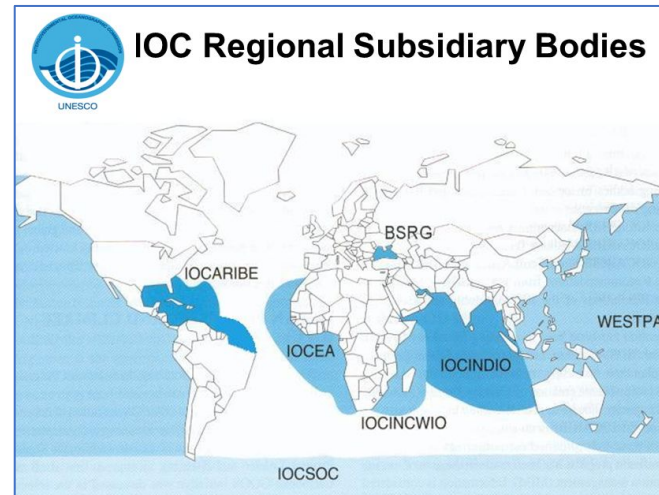 IOC Regional Subsidiary Bodies
UNESCO
BSRG
IOCARIBE
WESTPA
IOCEA
IOCINDIO
IOCINCWIO
IOCSOC